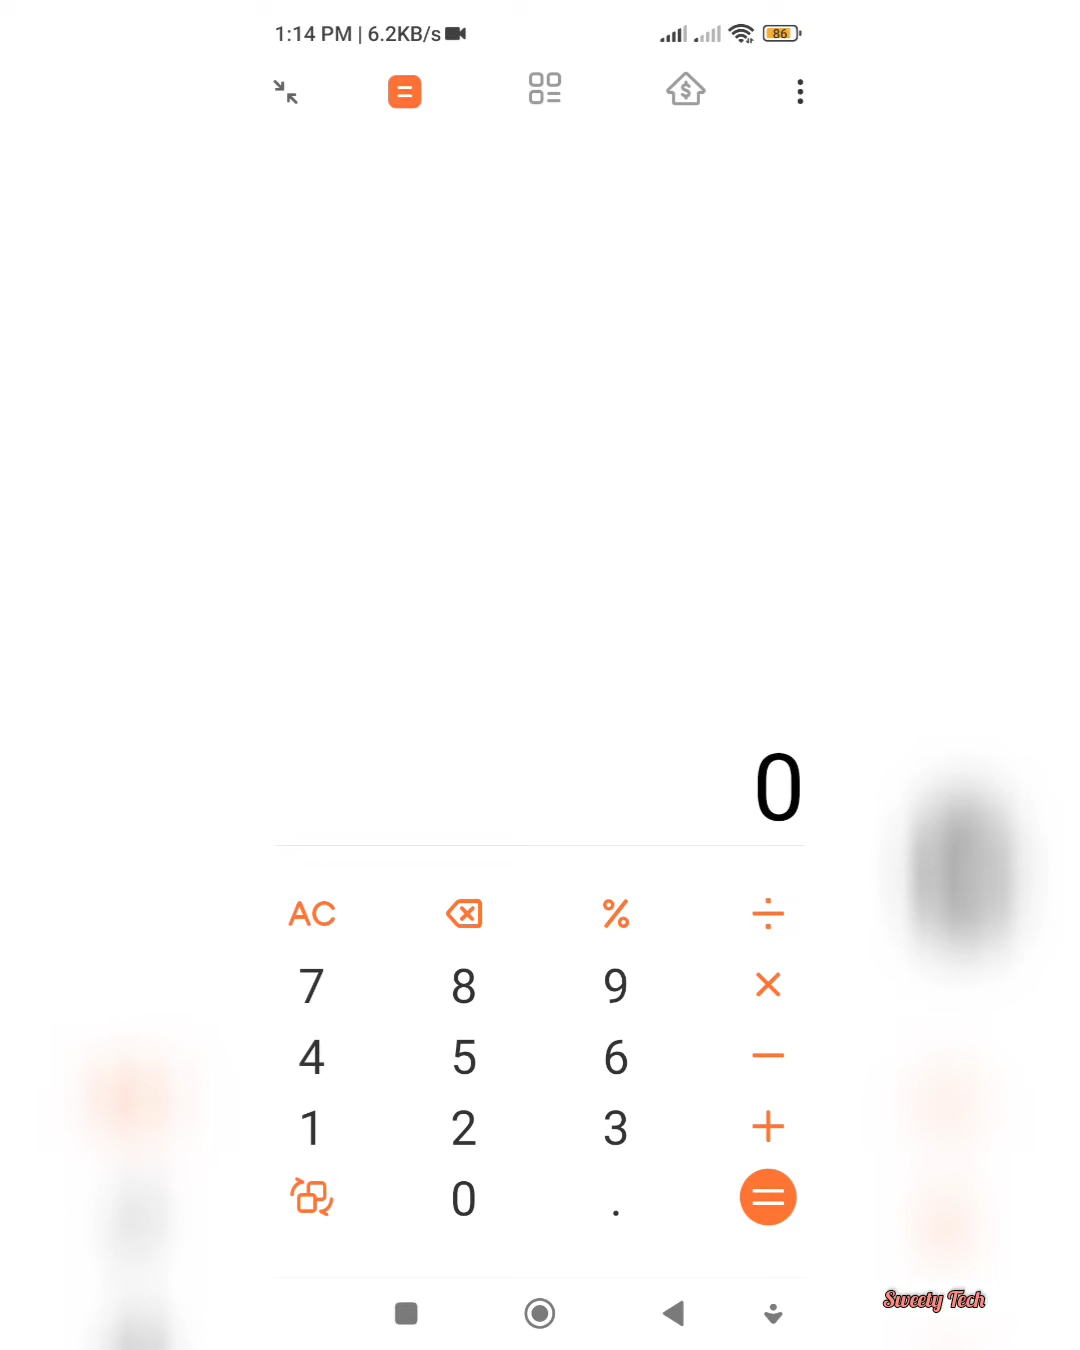 1:14 PM | 6.2KB/s 86
0
AC % ÷
7 8 9 ×
4 5 6 −
1 2 3 +
0 . =
Sweety Tech